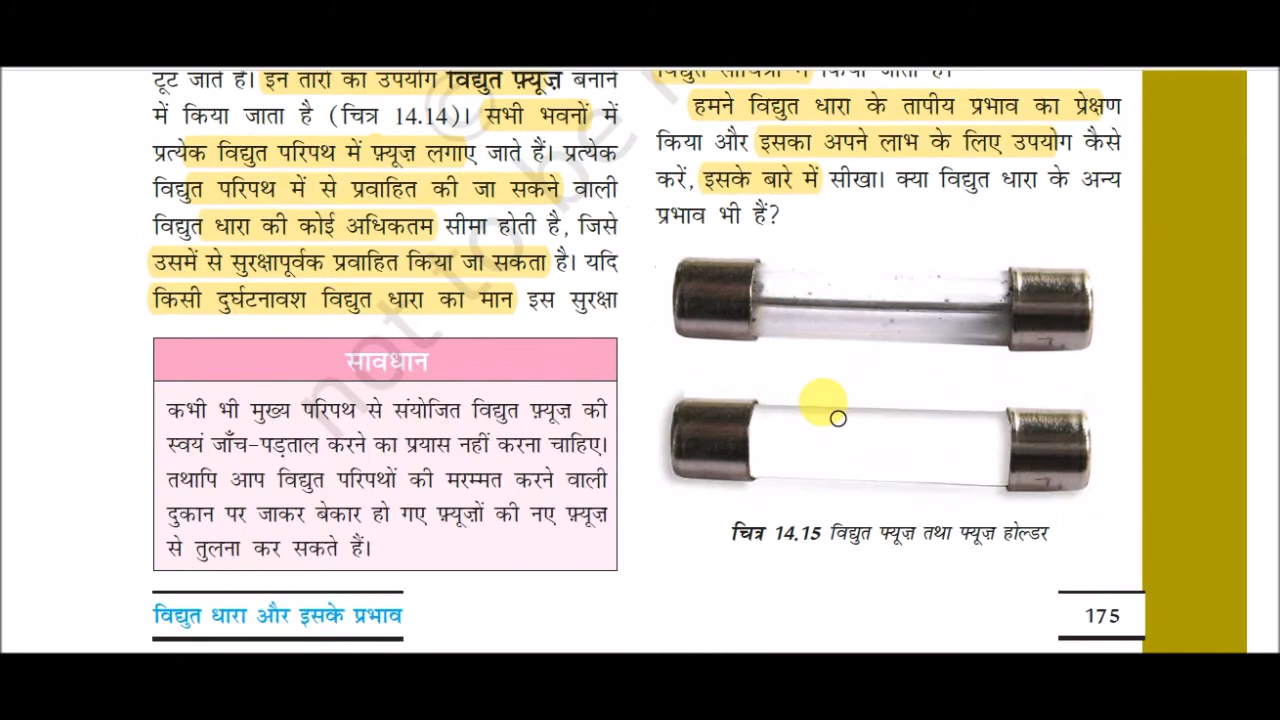 टूट जाते हैं। इन तारों का उपयोग विद्युत फ़्यूज़ बनाने
में किया जाता है (चित्र 14.14)। सभी भवनों में
प्रत्येक विद्युत परिपथ में फ़्यूज़ लगाए जाते हैं। प्रत्येक
विद्युत परिपथ में से प्रवाहित की जा सकने वाली
विद्युत धारा की कोई अधिकतम सीमा होती है, जिसे
उसमें से सुरक्षापूर्वक प्रवाहित किया जा सकता है। यदि
किसी दुर्घटनावश विद्युत धारा का मान इस सुरक्षा
सावधान
कभी भी मुख्य परिपथ से संयोजित विद्युत फ़्यूज़ की
स्वयं जाँच-पड़ताल करने का प्रयास नहीं करना चाहिए।
तथापि आप विद्युत परिपथों की मरम्मत करने वाली
दुकान पर जाकर बेकार हो गए फ़्यूज़ों की नए फ़्यूज़
से तुलना कर सकते हैं।
विद्युत धारा और इसके प्रभाव
विद्युत में किया जाता है।
हमने विद्युत धारा के तापीय प्रभाव का प्रेक्षण
किया और इसका अपने लाभ के लिए उपयोग कैसे
करें, इसके बारे में सीखा। क्या विद्युत धारा के अन्य
प्रभाव भी हैं?
चित्र 14.15 विद्युत फ्यूज़ तथा फ्यूज़ होल्डर
175
© not to be